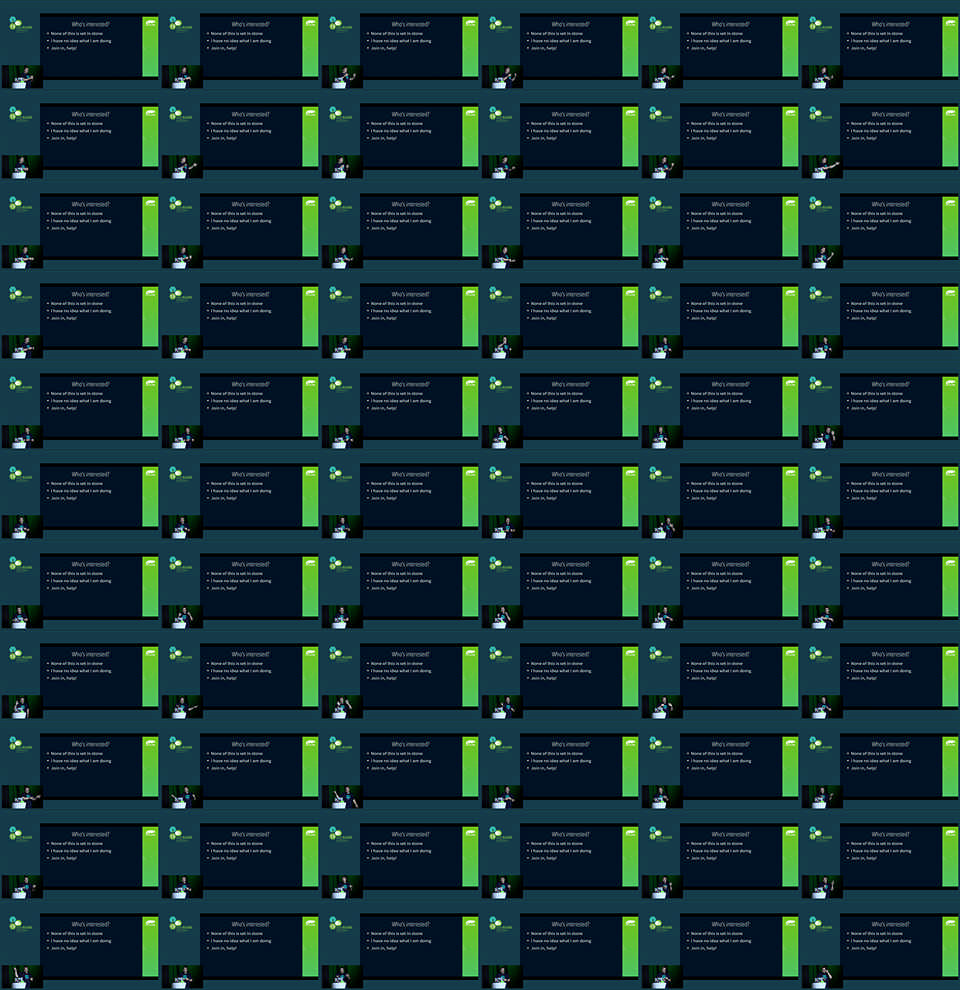 Who's interested?
None of this is set in stone
I have no idea what I am doing
Join in, help!